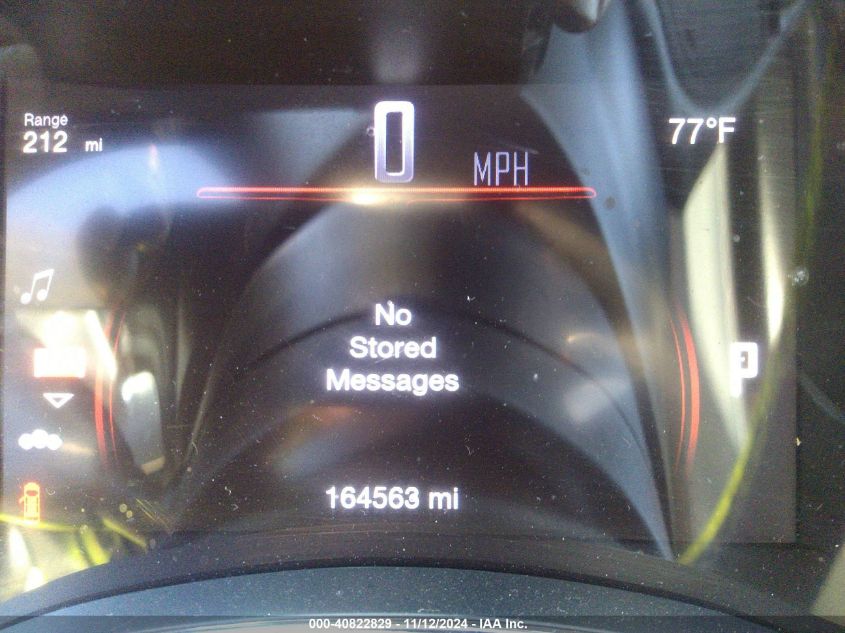 Range
212 mi
0
MPH
77°F
No
Stored
Messages
P
164563 mi
000-40822829 - 11/12/2024 - IAA Inc.